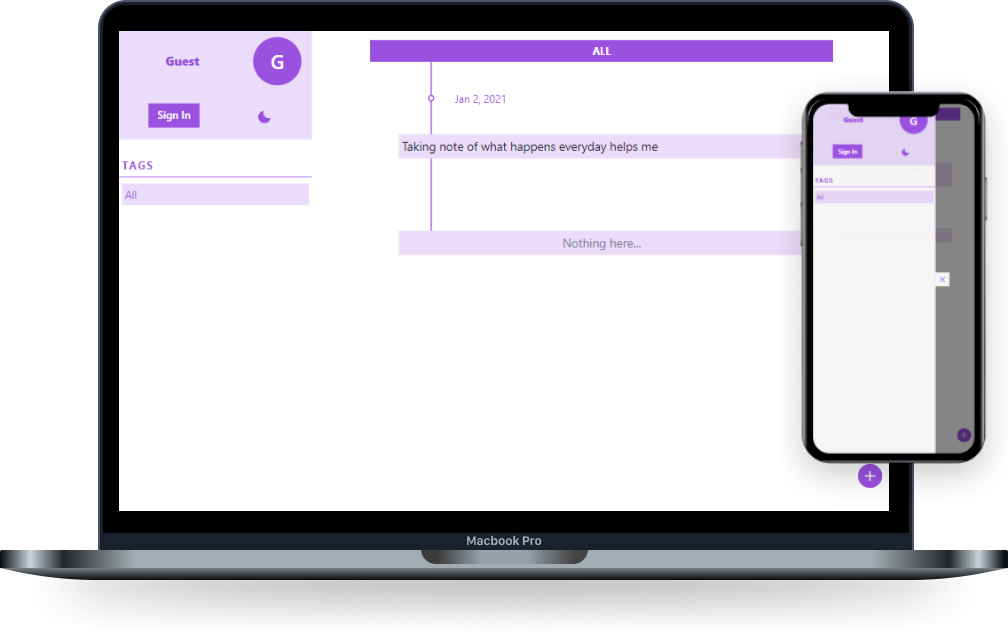 Guest
G
Sign In
TAGS
All
ALL
Jan 2, 2021
Taking note of what happens everyday helps me
Nothing here...
Guest
G
Sign In
TAGS
All
Macbook Pro